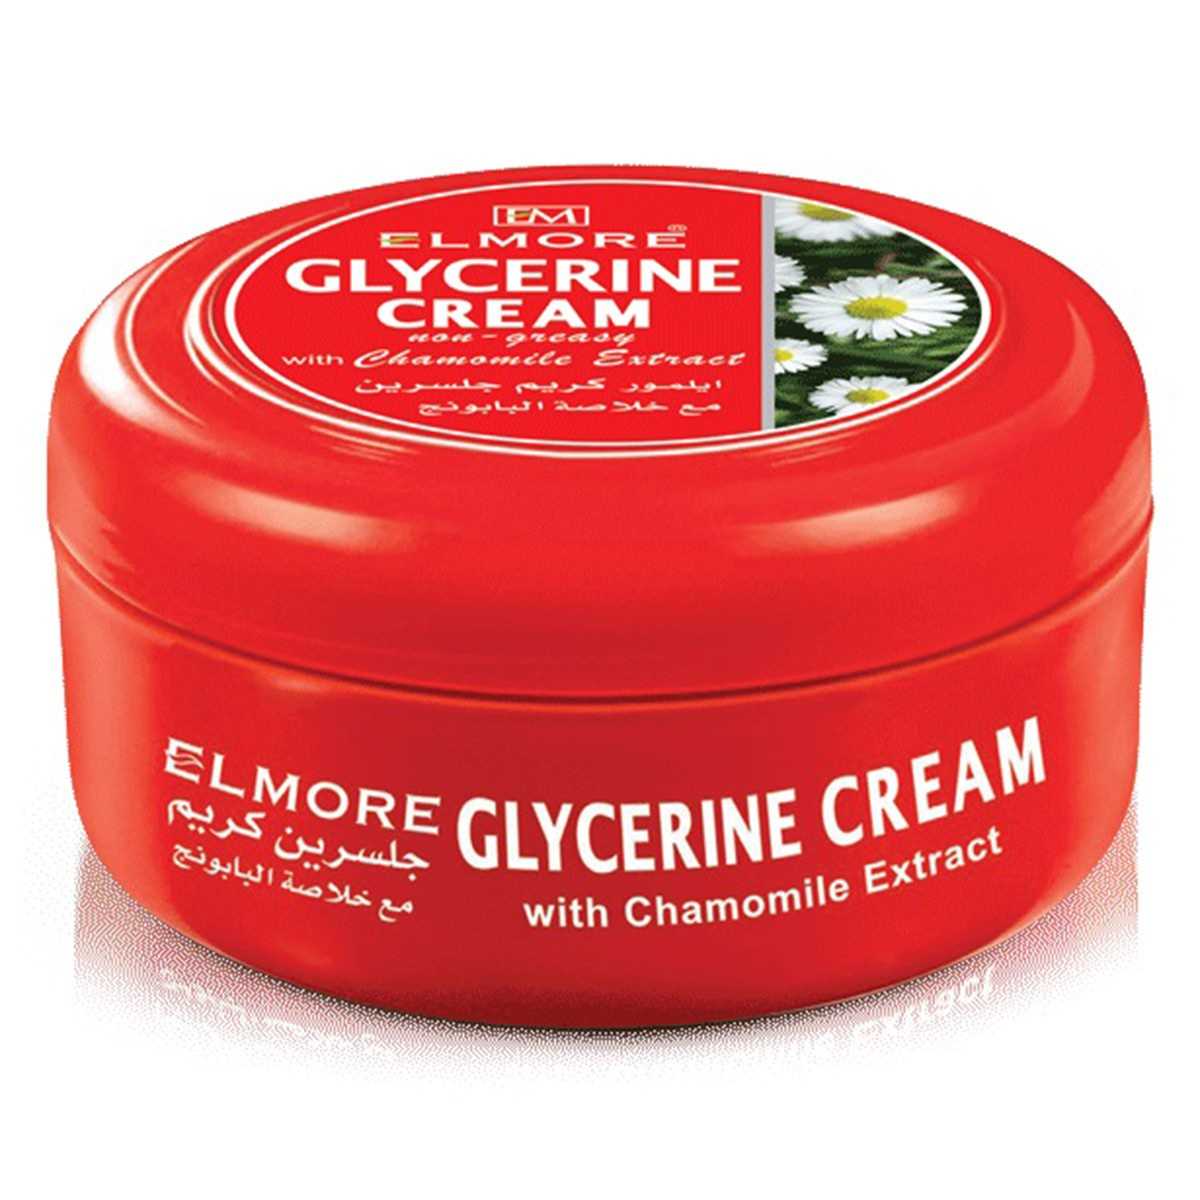 EM
ELMORE®
GLYCERINE
CREAM
non-greasy
with Chamomile Extract
ايلمور كريم جلسرين
مع خلاصة البابونج
ELMORE
جلسرين كريم
مع خلاصة البابونج
GLYCERINE CREAM
with Chamomile Extract